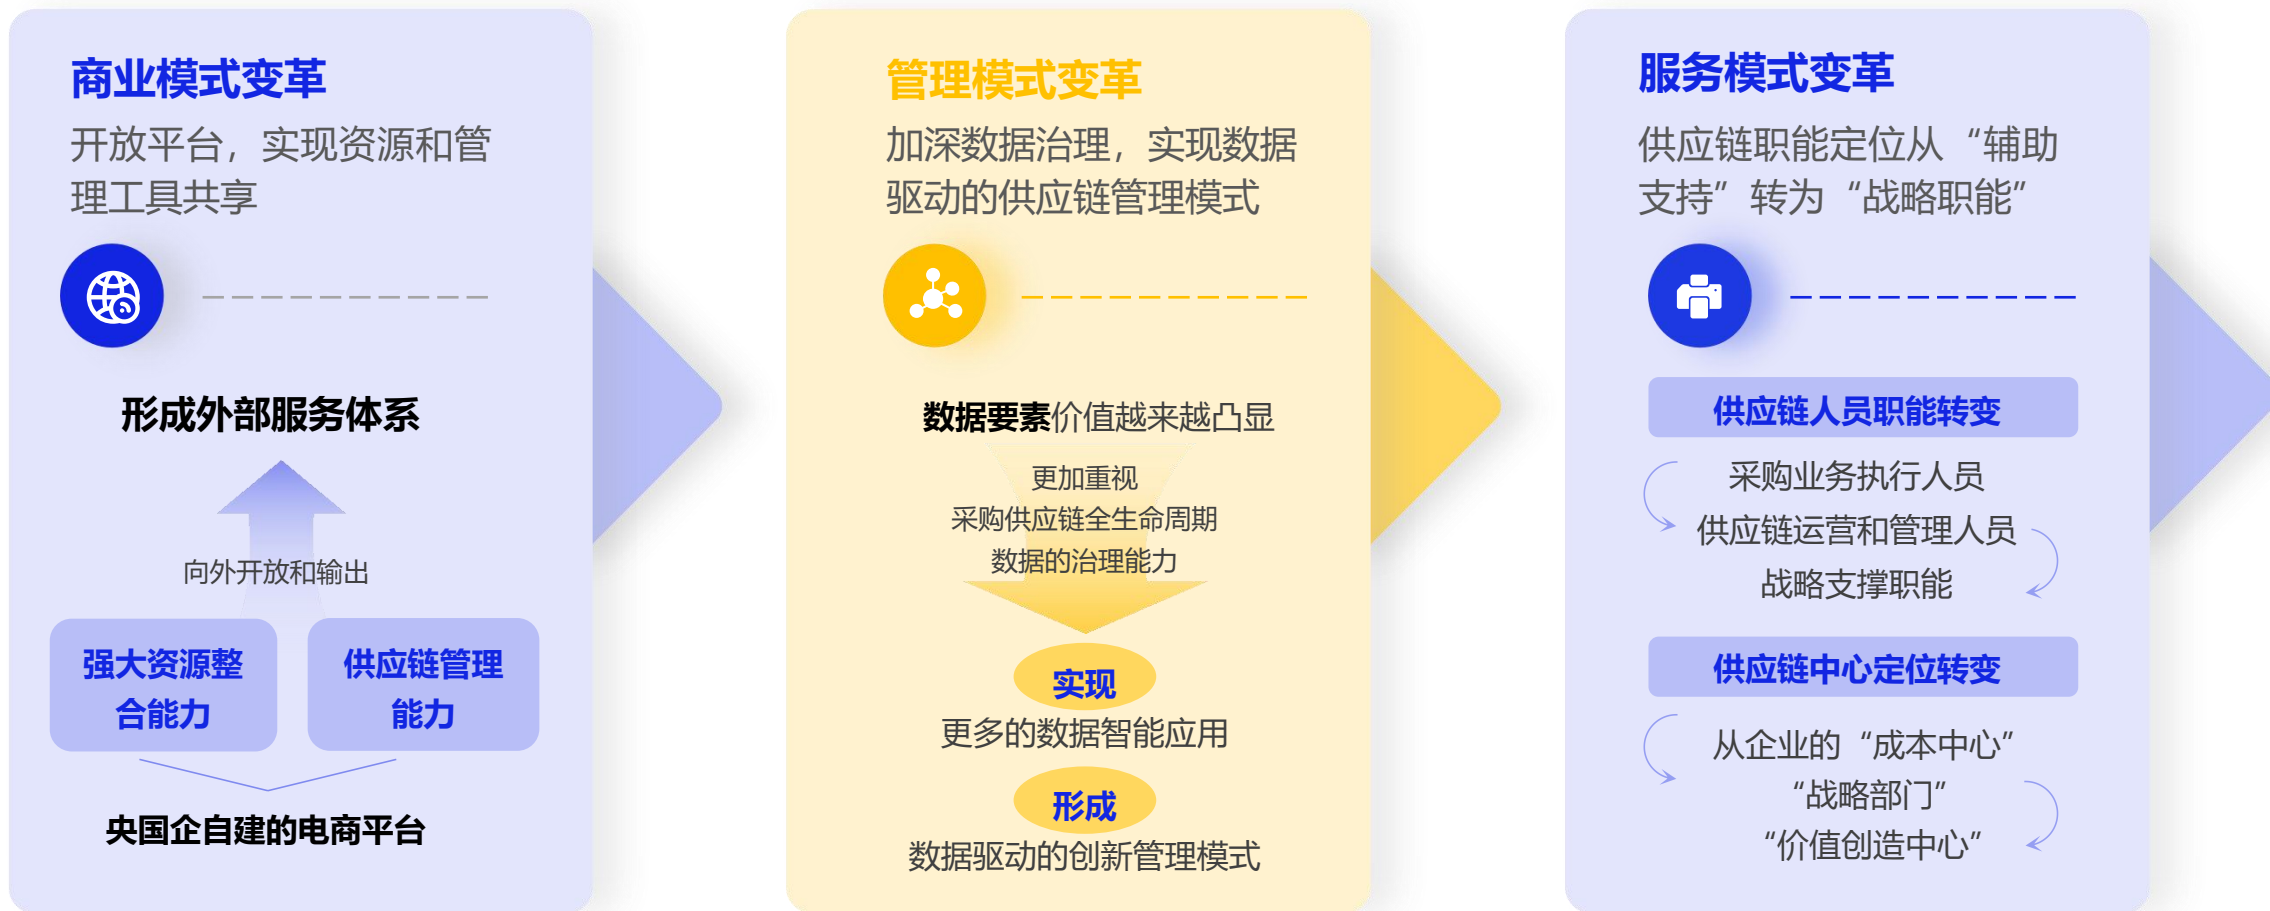 商业模式变革
开放平台，实现资源和管
理工具共享
形成外部服务体系
向外开放和输出
强大资源整
合能力
供应链管理
能力
央国企自建的电商平台
管理模式变革
加深数据治理，实现数据
驱动的供应链管理模式
数据要素价值越来越凸显
更加重视
采购供应链全生命周期
数据的治理能力
实现
更多的数据智能应用
形成
数据驱动的创新管理模式
服务模式变革
供应链职能定位从“辅助
支持”转为“战略职能”
供应链人员职能转变
采购业务执行人员
供应链运营和管理人员
战略支撑职能
供应链中心定位转变
从企业的“成本中心”
“战略部门”
“价值创造中心”